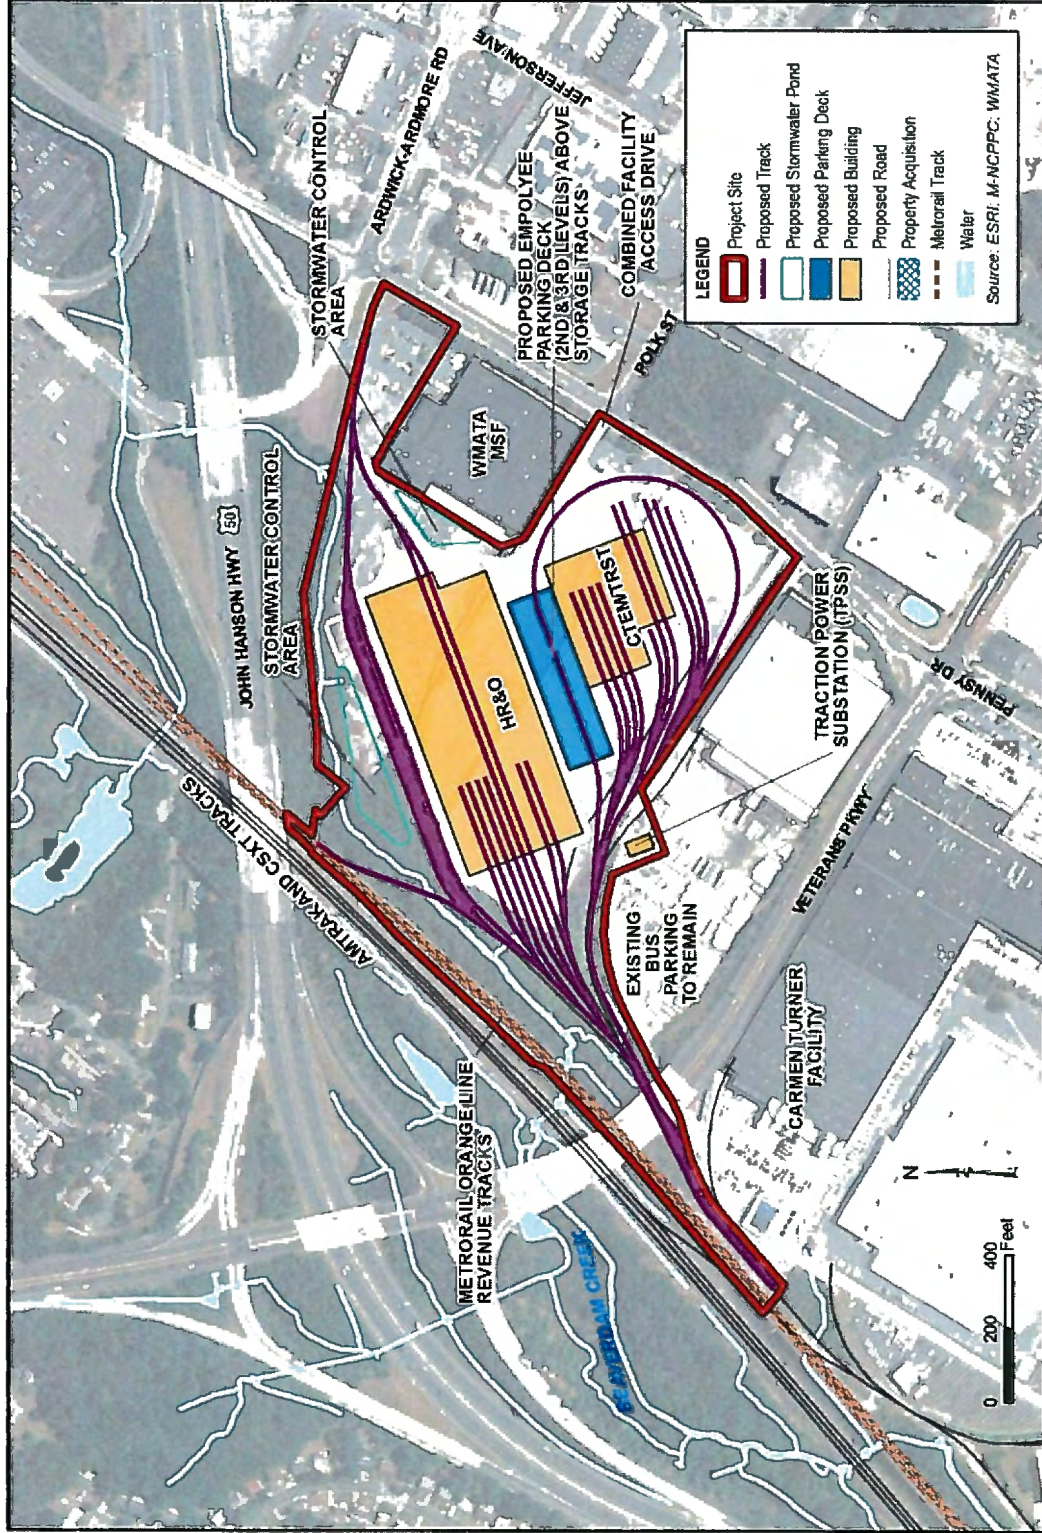 JOHN HANSON HWY 50
STORMWATER CONTROL
AREA
STORMWATER CONTROL
AREA
ARDWICK-ARDMORE RD
JEFFERSON AVE
PROPOSED EMPOLYEE
PARKING DECK
(2ND & 3RD LEVELS) ABOVE
STORAGE TRACKS
COMBINED FACILITY
ACCESS DRIVE
POLK ST
WMATA
MSF
AMTRAK AND CSXT TRACKS
HR&O
CTEM/TRST
METRORAIL ORANGE LINE
REVENUE TRACKS
EXISTING
BUS
PARKING
TO REMAIN
TRACTION POWER
SUBSTATION (TPSS)
VETERANS PKWY
PENNSY DR
BEAVERDAM CREEK
CARMEN TURNER
FACILITY
N
0 200 400
Feet
LEGEND
Project Site
Proposed Track
Proposed Stormwater Pond
Proposed Parking Deck
Proposed Building
Proposed Road
Property Acquisition
Metrorail Track
Water
Source: ESRI, M-NCPPC, WMATA